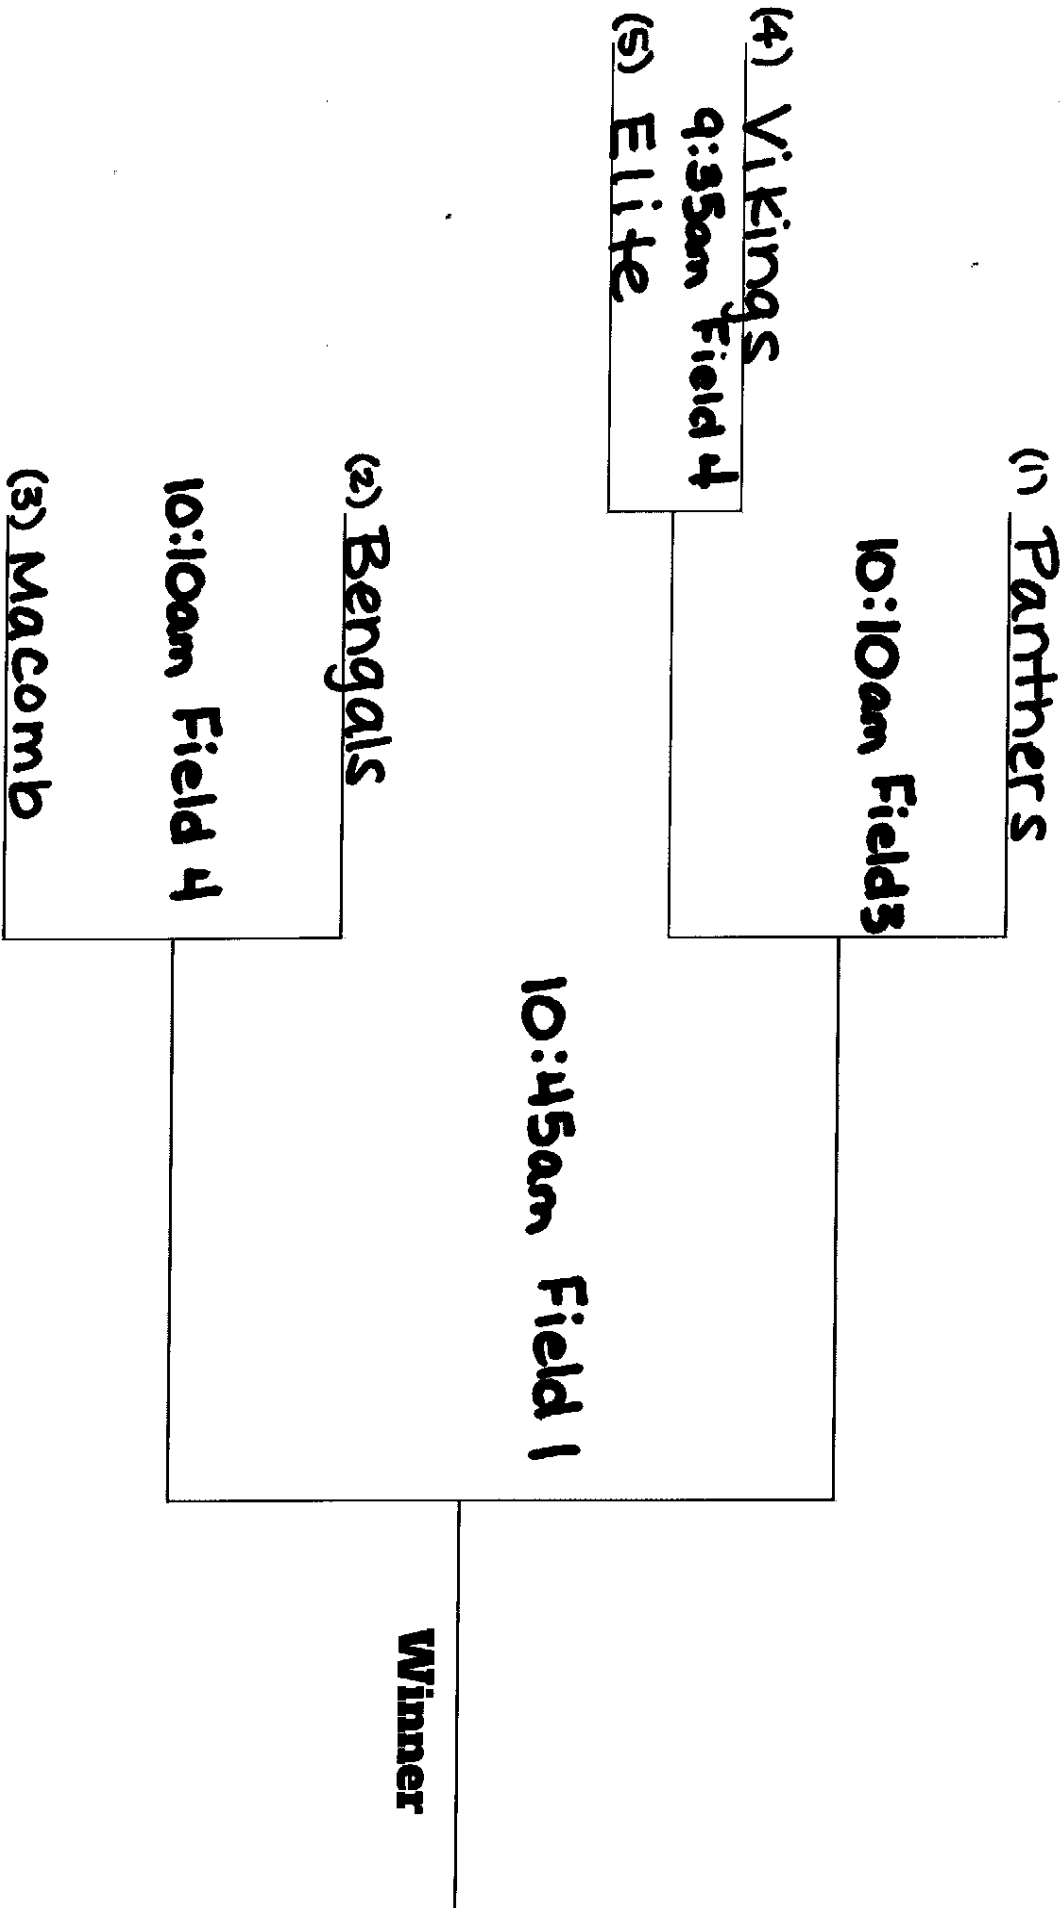 (1) Panthers
10:10am Field 3
(4) Vikings
9:35am Field 4
(5) Elite
10:45am Field 1
(2) Bengals
10:10am Field 4
(3) Macomb
Winner